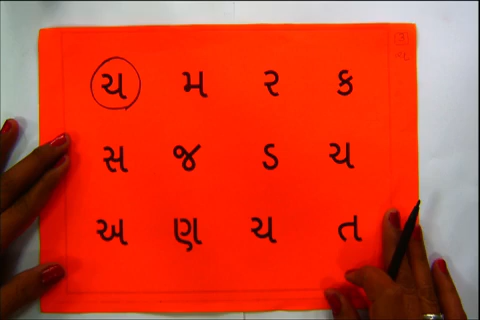 ચ મ ર ક
સ જ ડ ચ
અ ણ ચ ત